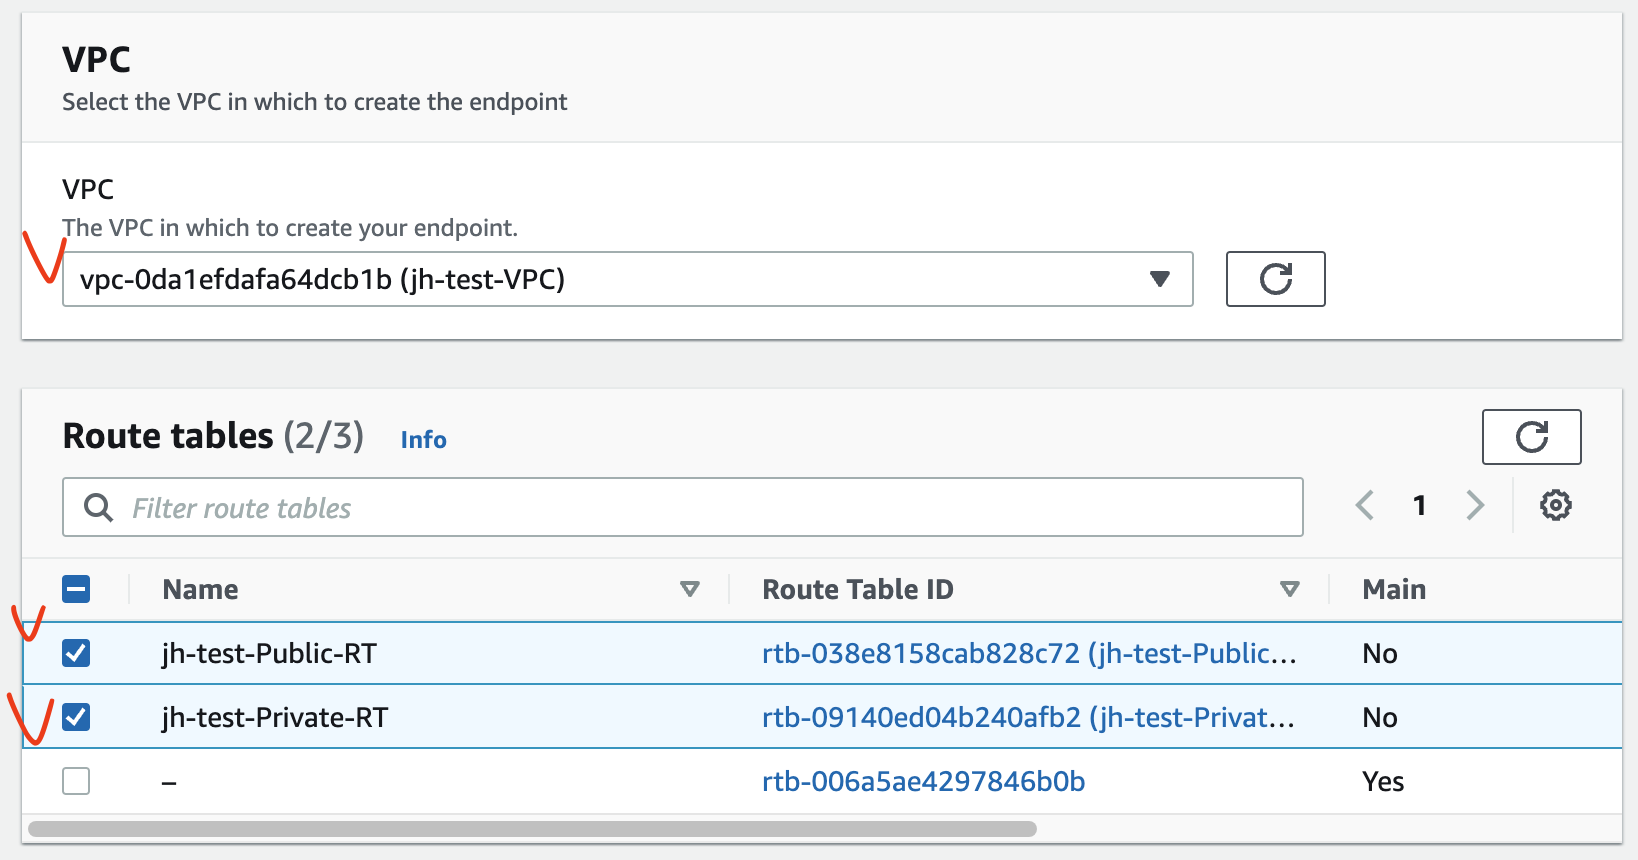 VPC
Select the VPC in which to create the endpoint
VPC
The VPC in which to create your endpoint.
vpc-0da1efdafa64dcb1b (jh-test-VPC)
Route tables (2/3) Info
Filter route tables
1
Name Route Table ID Main
jh-test-Public-RT rtb-038e8158cab828c72 (jh-test-Public... No
jh-test-Private-RT rtb-09140ed04b240afb2 (jh-test-Privat... No
– rtb-006a5ae4297846b0b Yes